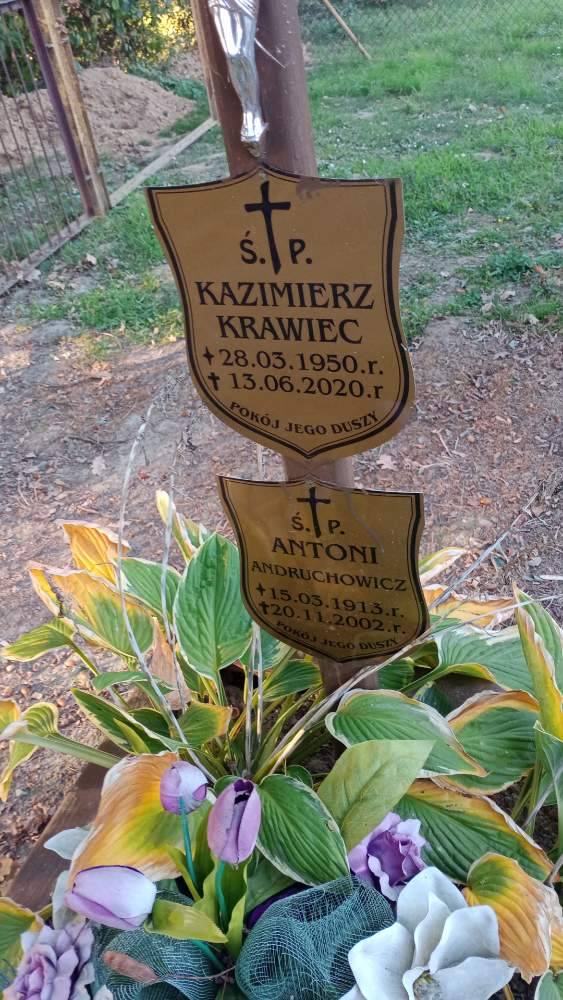 Ś. P.
KAZIMIERZ
KRAWIEC
✝ 28.03.1950.r.
✝ 13.06.2020.r
POKÓJ JEGO DUSZY
Ś. P.
ANTONI
ANDRUCHOWICZ
✝15.03.1913.r.
✝20.11.2002.r.
POKÓJ JEGO DUSZY